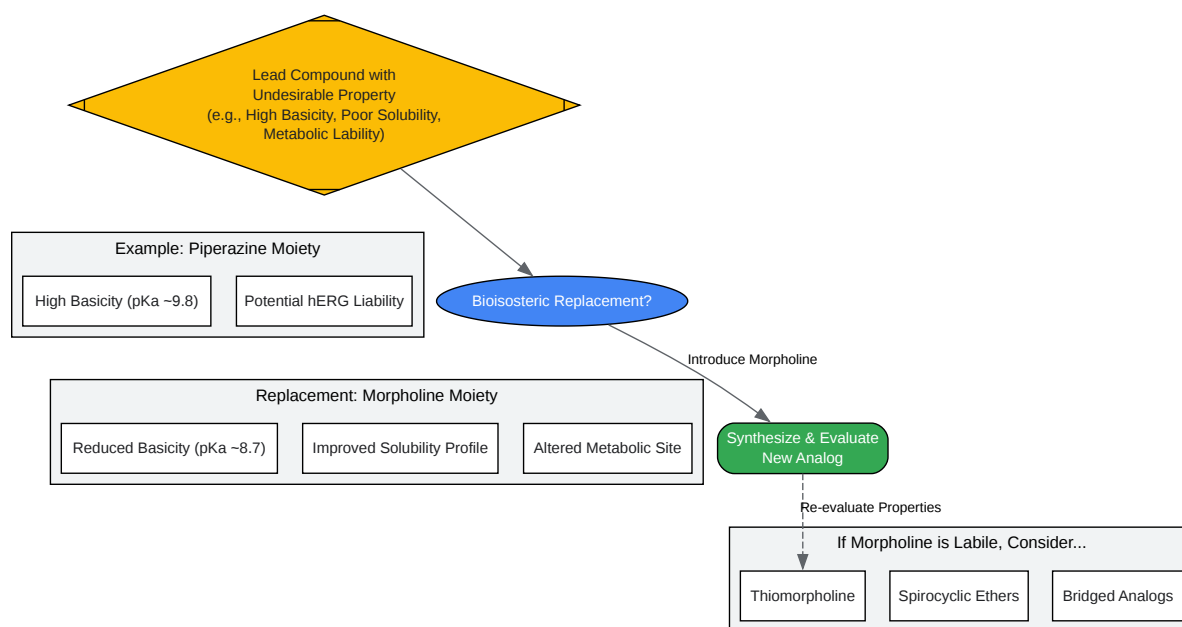 Lead Compound with
Undesirable Property
(e.g., High Basicity, Poor Solubility,
Metabolic Lability)
Example: Piperazine Moiety
High Basicity (pKa ~9.8)
Potential hERG Liability
Bioisosteric Replacement?
Introduce Morpholine
Replacement: Morpholine Moiety
Reduced Basicity (pKa ~8.7)
Improved Solubility Profile
Altered Metabolic Site
Synthesize & Evaluate
New Analog
Re-evaluate Properties
If Morpholine is Labile, Consider...
Thiomorpholine
Spirocyclic Ethers
Bridged Analogs